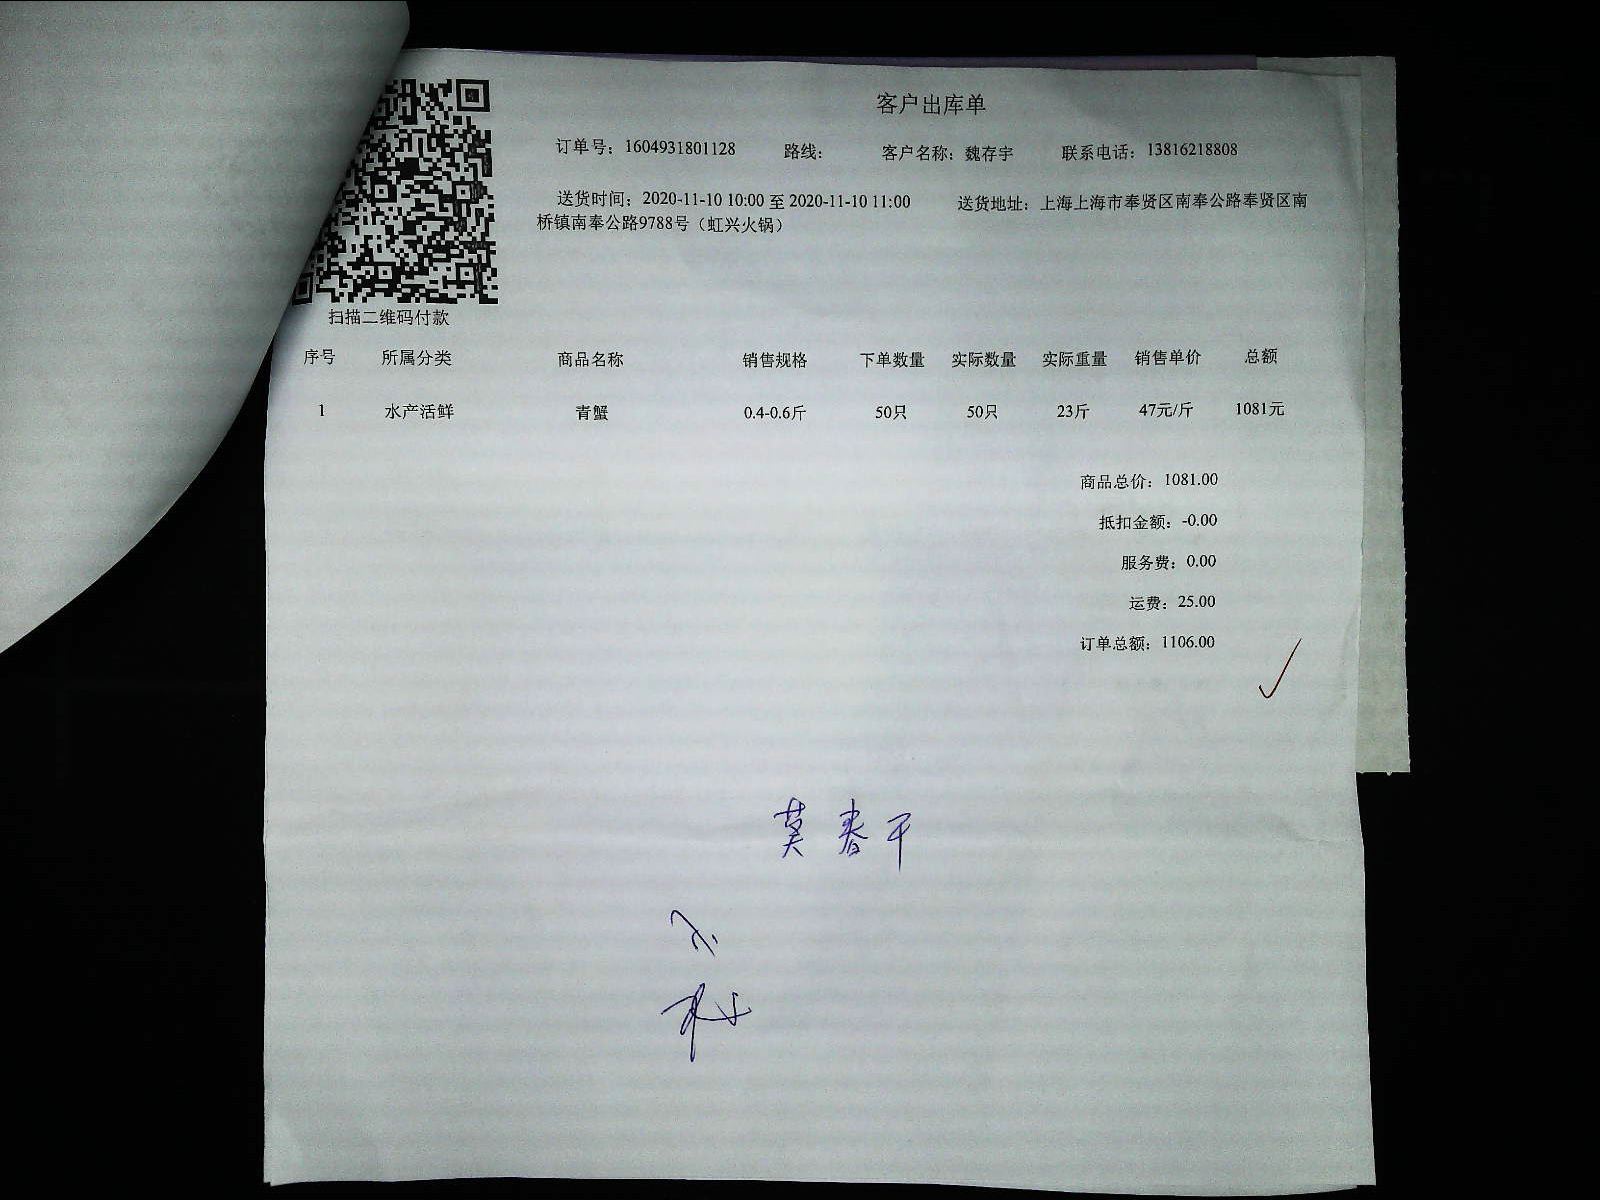 客户出库单
订单号：1604931801128 路线： 客户名称：魏存宇 联系电话：13816218808
送货时间：2020-11-10 10:00 至 2020-11-10 11:00 送货地址：上海上海市奉贤区南奉公路奉贤区南
桥镇南奉公路9788号（虹兴火锅）
扫描二维码付款
序号 所属分类 商品名称 销售规格 下单数量 实际数量 实际重量 销售单价 总额
1 水产活鲜 青蟹 0.4-0.6斤 50只 50只 23斤 47元/斤 1081元
商品总价：1081.00
抵扣金额：-0.00
服务费：0.00
运费：25.00
订单总额：1106.00
莫春干